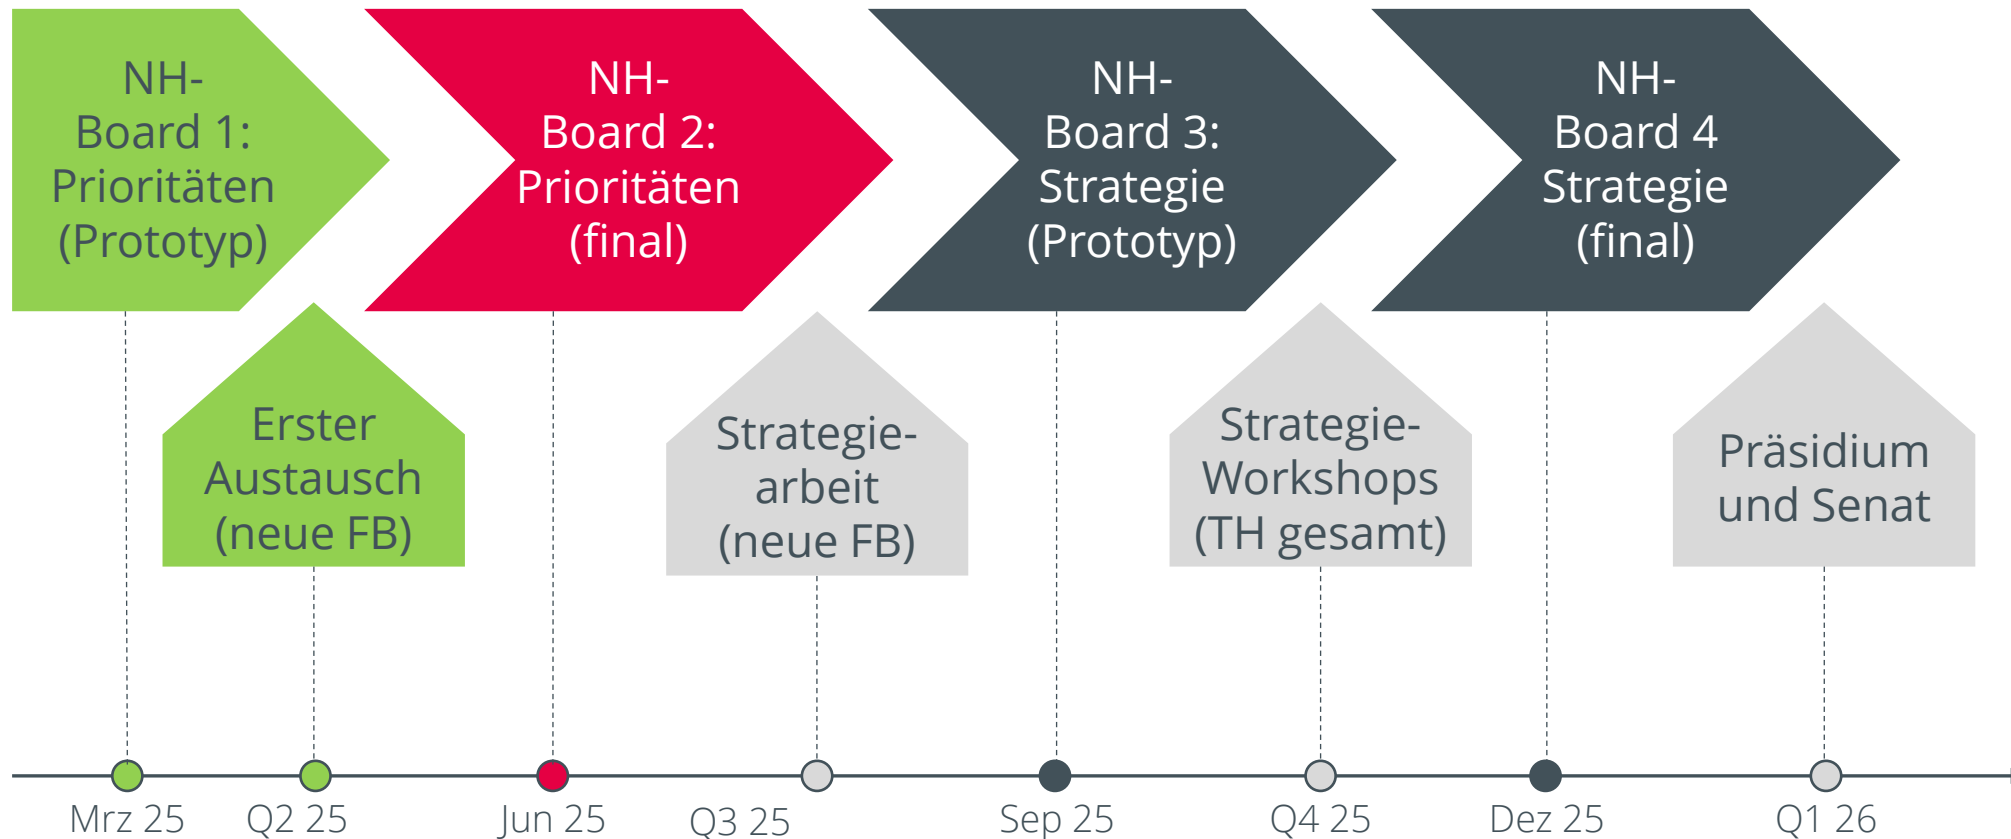 NH-
Board 1:
Prioritäten
(Prototyp)
NH-
Board 2:
Prioritäten
(final)
NH-
Board 3:
Strategie
(Prototyp)
NH-
Board 4
Strategie
(final)
Erster
Austausch
(neue FB)
Strategie-
arbeit
(neue FB)
Strategie-
Workshops
(TH gesamt)
Präsidium
und Senat
Mrz 25
Q2 25
Jun 25
Q3 25
Sep 25
Q4 25
Dez 25
Q1 26